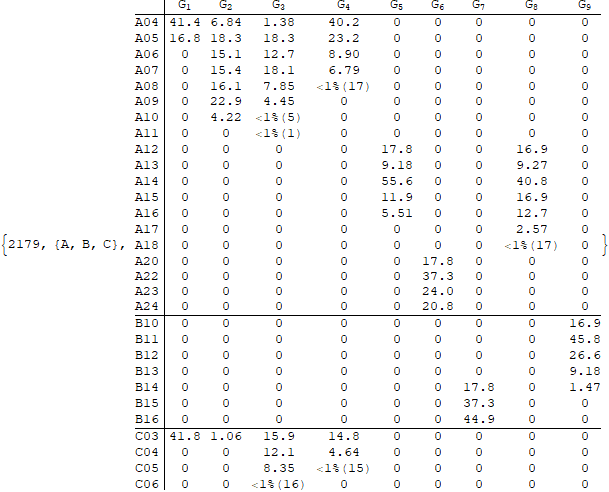 G1 G2 G3 G4 G5 G6 G7 G8 G9
A04 41.4 6.84 1.38 40.2 0 0 0 0 0
A05 16.8 18.3 18.3 23.2 0 0 0 0 0
A06 0 15.1 12.7 8.90 0 0 0 0 0
A07 0 15.4 18.1 6.79 0 0 0 0 0
A08 0 16.1 7.85 <1%(17) 0 0 0 0 0
A09 0 22.9 4.45 0 0 0 0 0 0
A10 0 4.22 <1%(5) 0 0 0 0 0 0
A11 0 0 <1%(1) 0 0 0 0 0 0
A12 0 0 0 0 17.8 0 0 16.9 0
A13 0 0 0 0 9.18 0 0 9.27 0
A14 0 0 0 0 55.6 0 0 40.8 0
A15 0 0 0 0 11.9 0 0 16.9 0
A16 0 0 0 0 5.51 0 0 12.7 0
A17 0 0 0 0 0 0 0 2.57 0
{2179, {A, B, C}, A18 0 0 0 0 0 0 0 <1%(17) 0 }
A20 0 0 0 0 0 17.8 0 0 0
A22 0 0 0 0 0 37.3 0 0 0
A23 0 0 0 0 0 24.0 0 0 0
A24 0 0 0 0 0 20.8 0 0 0
B10 0 0 0 0 0 0 0 0 16.9
B11 0 0 0 0 0 0 0 0 45.8
B12 0 0 0 0 0 0 0 0 26.6
B13 0 0 0 0 0 0 0 0 9.18
B14 0 0 0 0 0 0 17.8 0 1.47
B15 0 0 0 0 0 0 37.3 0 0
B16 0 0 0 0 0 0 44.9 0 0
C03 41.8 1.06 15.9 14.8 0 0 0 0 0
C04 0 0 12.1 4.64 0 0 0 0 0
C05 0 0 8.35 <1%(15) 0 0 0 0 0
C06 0 0 <1%(16) 0 0 0 0 0 0